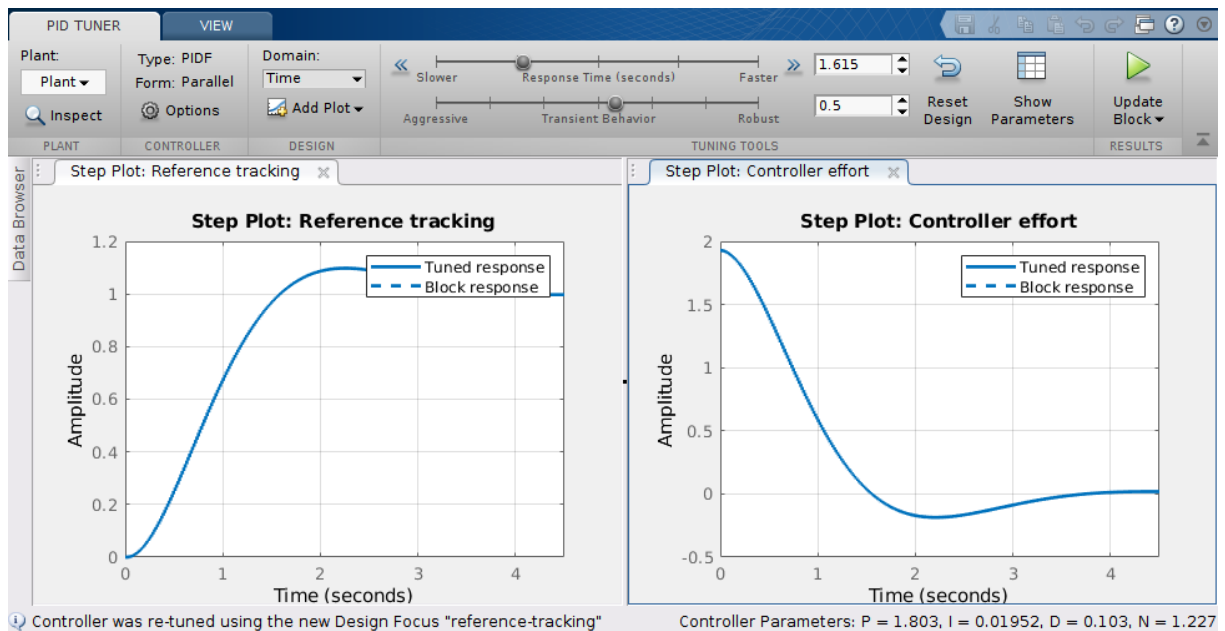 PID TUNER VIEW
Plant:
Plant
Inspect
PLANT
Type: PIDF
Form: Parallel
Options
CONTROLLER
Domain:
Time
Add Plot
DESIGN
Slower Response Time (seconds) Faster
1.615
Aggressive Transient Behavior Robust
0.5
Reset
Design
Show
Parameters
TUNING TOOLS
Update
Block
RESULTS
Data Browser
Step Plot: Reference tracking
Step Plot: Reference tracking
Tuned response
Block response
Amplitude
1.2
1
0.8
0.6
0.4
0.2
0
0 1 2 3 4
Time (seconds)
Step Plot: Controller effort
Step Plot: Controller effort
Tuned response
Block response
Amplitude
2
1.5
1
0.5
0
-0.5
0 1 2 3 4
Time (seconds)
Controller was re-tuned using the new Design Focus "reference-tracking"
Controller Parameters: P = 1.803, I = 0.01952, D = 0.103, N = 1.227